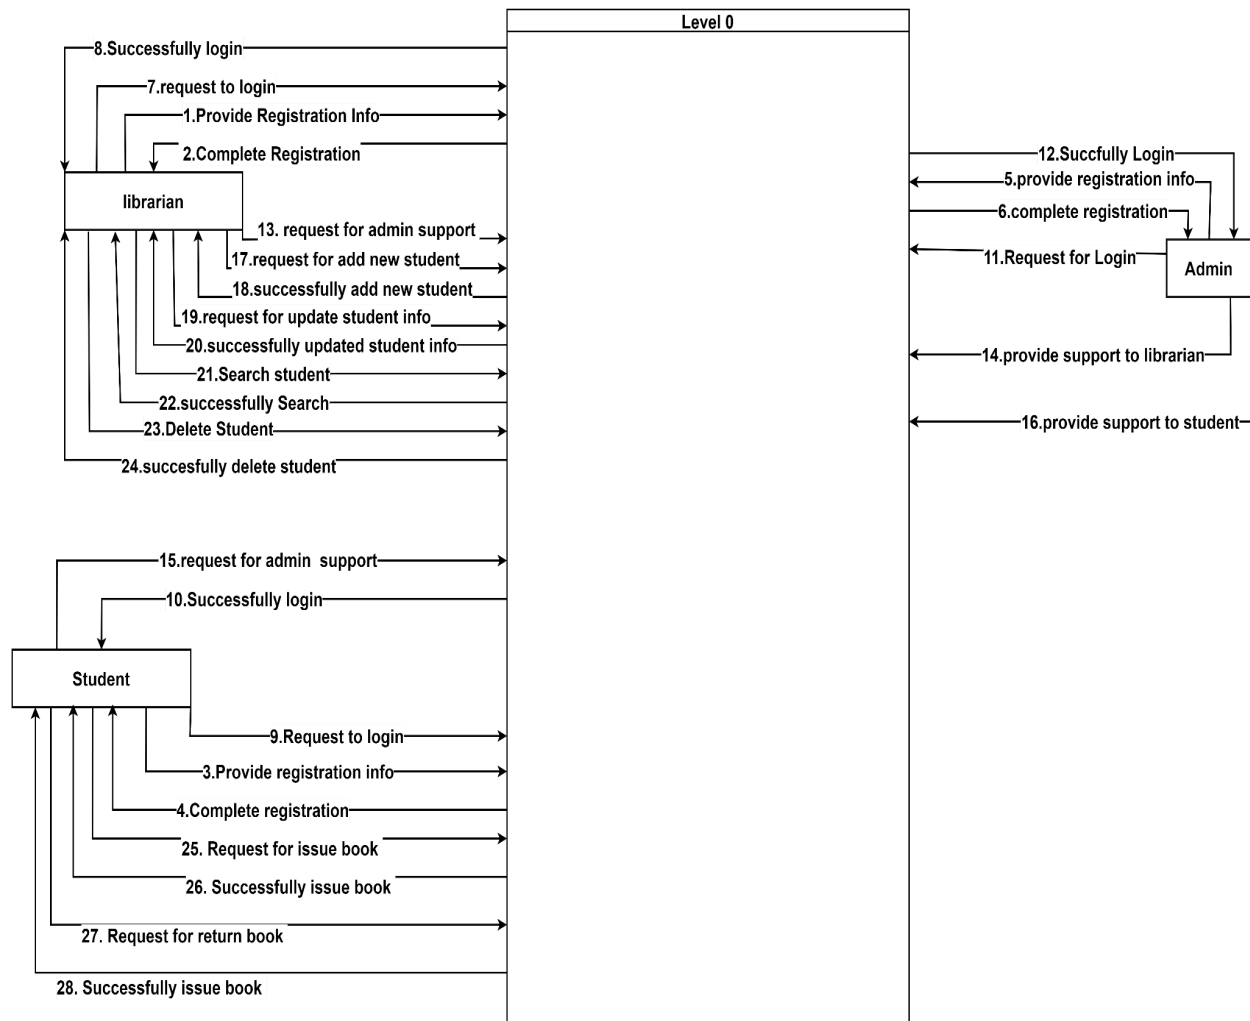 Level 0
8.Successfully login
7.request to login
1.Provide Registration Info
2.Complete Registration
librarian
13. request for admin support
17.request for add new student
18.successfully add new student
19.request for update student info
20.successfully updated student info
21.Search student
22.successfully Search
23.Delete Student
24.succesfully delete student
12.Succfully Login
5.provide registration info
6.complete registration
11.Request for Login
Admin
14.provide support to librarian
16.provide support to student
15.request for admin support
10.Successfully login
Student
9.Request to login
3.Provide registration info
4.Complete registration
25. Request for issue book
26. Successfully issue book
27. Request for return book
28. Successfully issue book